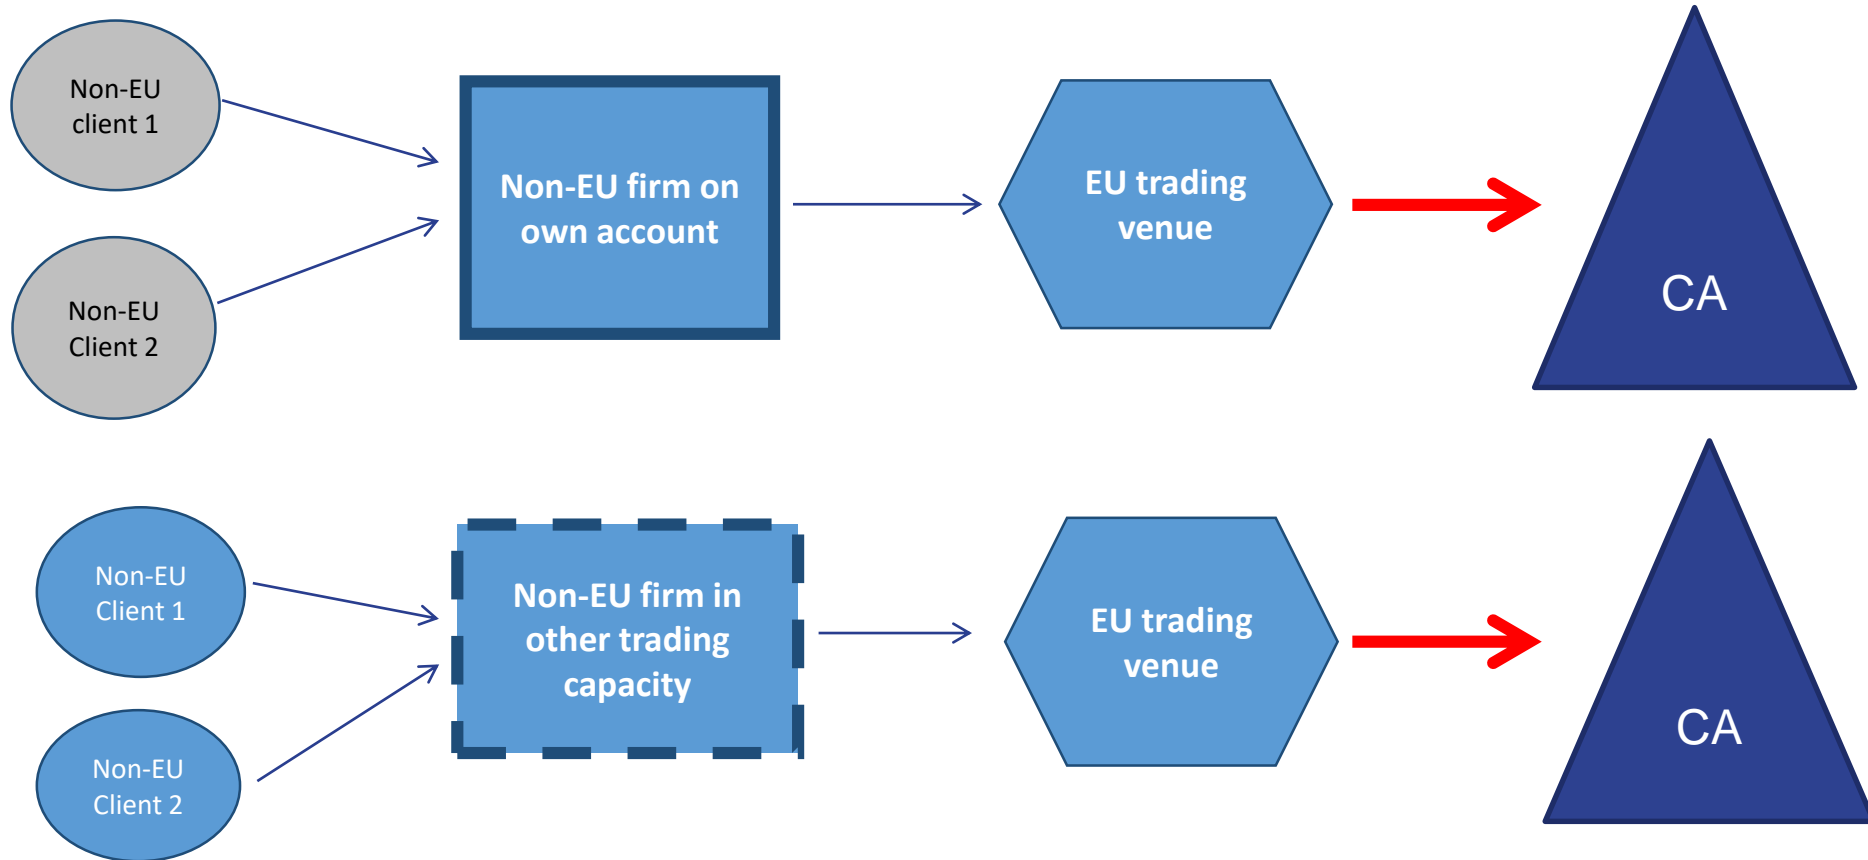 Non-EU
client 1
Non-EU
Client 2
Non-EU firm on
own account
EU trading
venue
CA
Non-EU
Client 1
Non-EU
Client 2
Non-EU firm in
other trading
capacity
EU trading
venue
CA